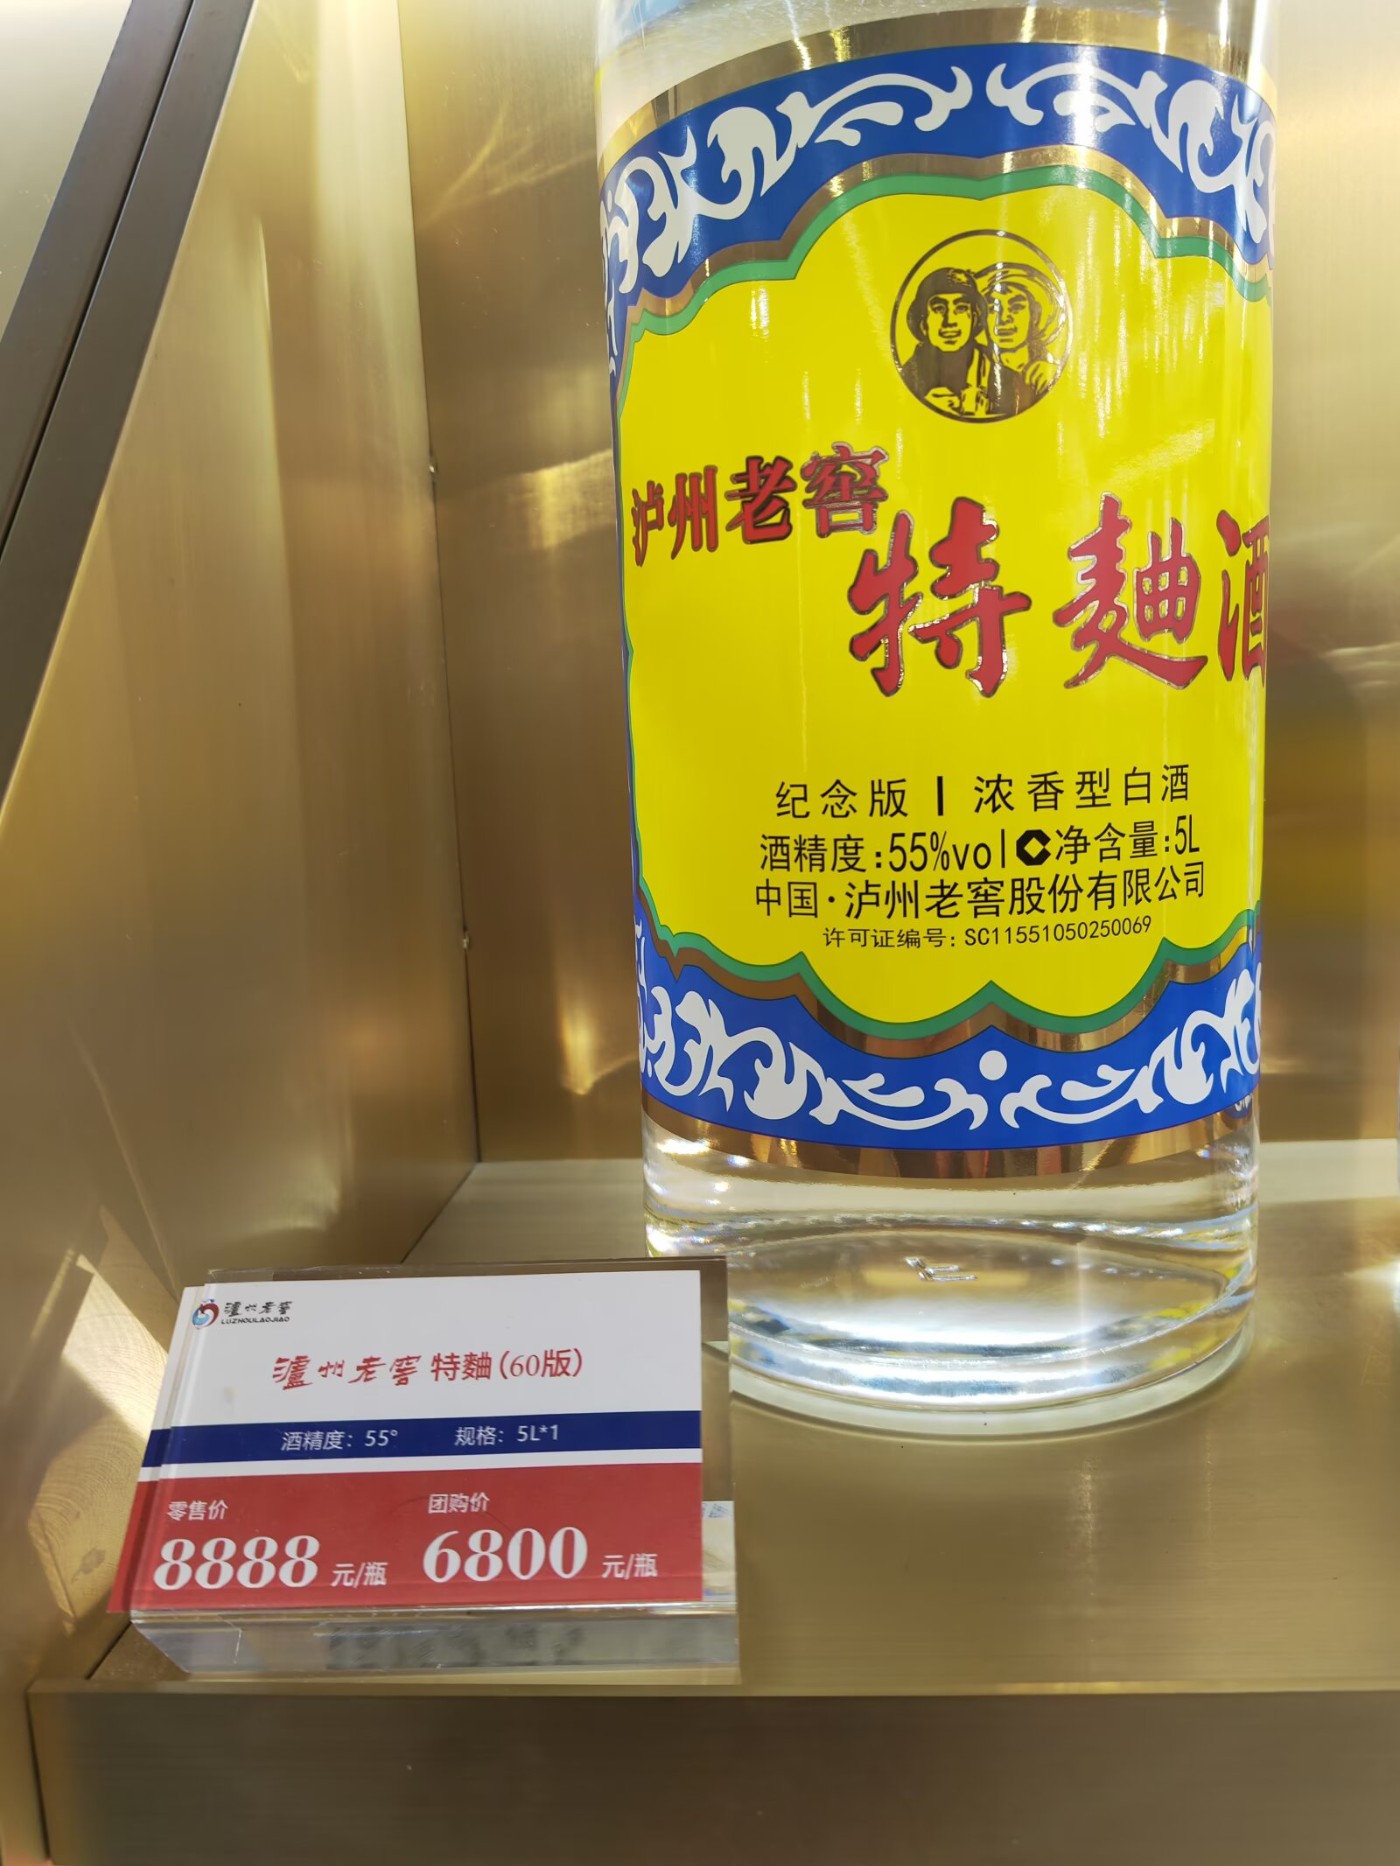 泸州老窖
特麯酒
纪念版 | 浓香型白酒
酒精度:55%vol 净含量:5L
中国·泸州老窖股份有限公司
许可证编号: SC11551050250069
瀘州老窖
LUZHOULAOJIAO
瀘州老窖 特麯(60版)
酒精度: 55° 规格: 5L*1
零售价 团购价
8888 元/瓶 6800 元/瓶